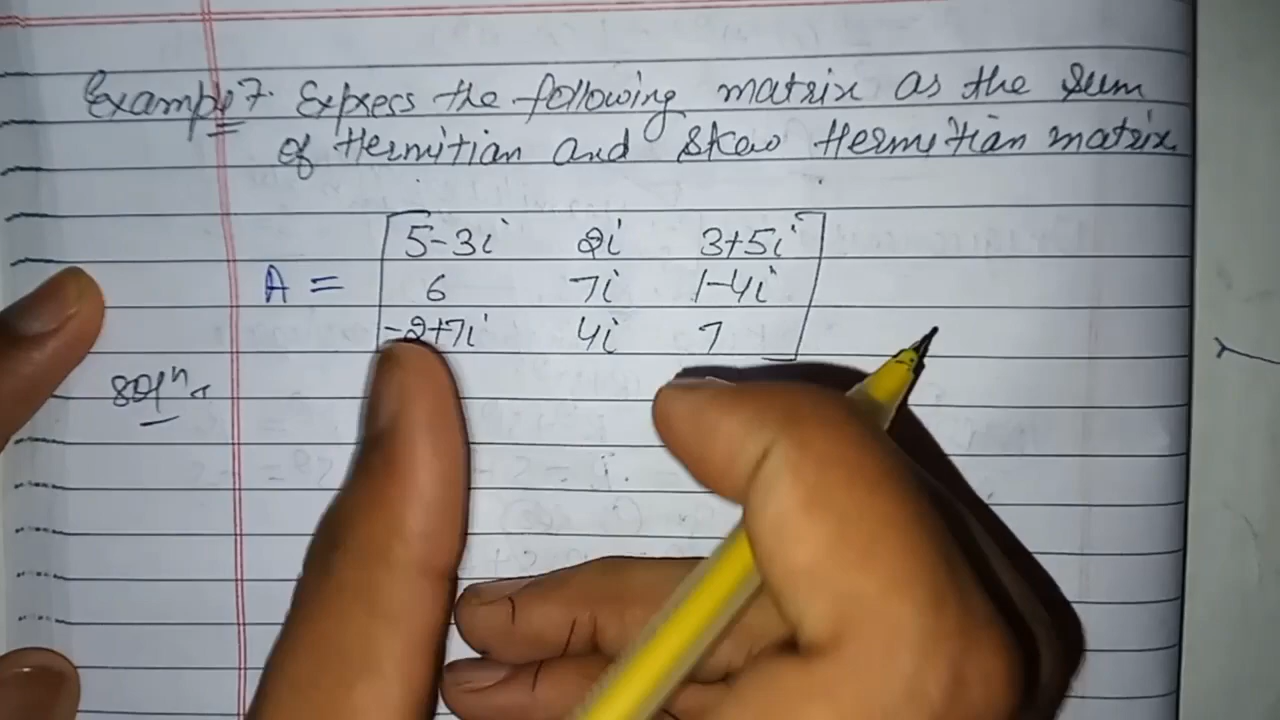 Example 7. Express the following matrix as the Sum
of Hermitian and Skew Hermitian matrix.
5-3i 2i 3+5i
A = 6 7i 1-4i
-2+7i 4i 7
Solⁿ